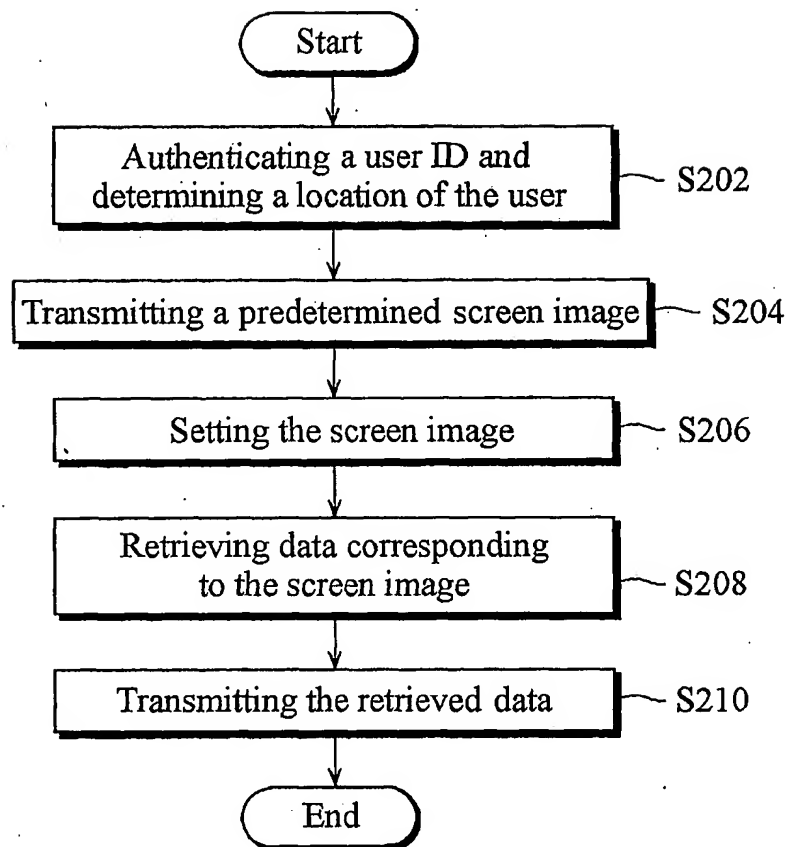 Start
Authenticating a user ID and
determining a location of the user
S202
Transmitting a predetermined screen image
S204
Setting the screen image
S206
Retrieving data corresponding
to the screen image
S208
Transmitting the retrieved data
S210
End